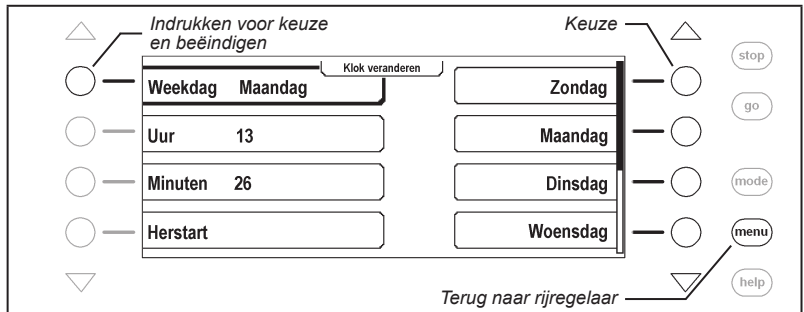 Indrukken voor keuze
en beëindigen
Keuze
Klok veranderen
stop
Weekdag Maandag
Zondag
go
Uur 13
Maandag
Minuten 26
Dinsdag
mode
Herstart
Woensdag
menu
help
Terug naar rijregelaar